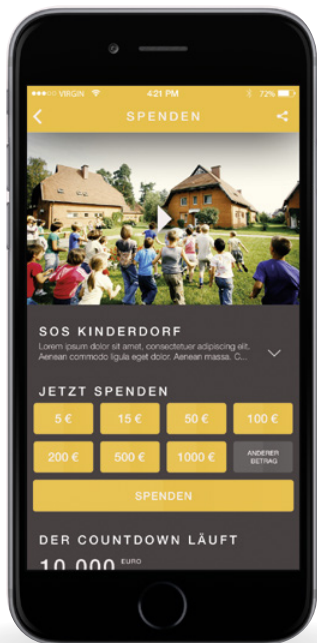 VIRGIN 4:21 PM 72%
SPENDEN
SOS KINDERDORF
Lorem ipsum dolor sit amet, consectetuer adipiscing elit.
Aenean commodo ligula eget dolor. Aenean massa. C...
JETZT SPENDEN
5 € 15 € 50 € 100 €
200 € 500 € 1000 € ANDERER
BETRAG
SPENDEN
DER COUNTDOWN LÄUFT
10.000 EURO